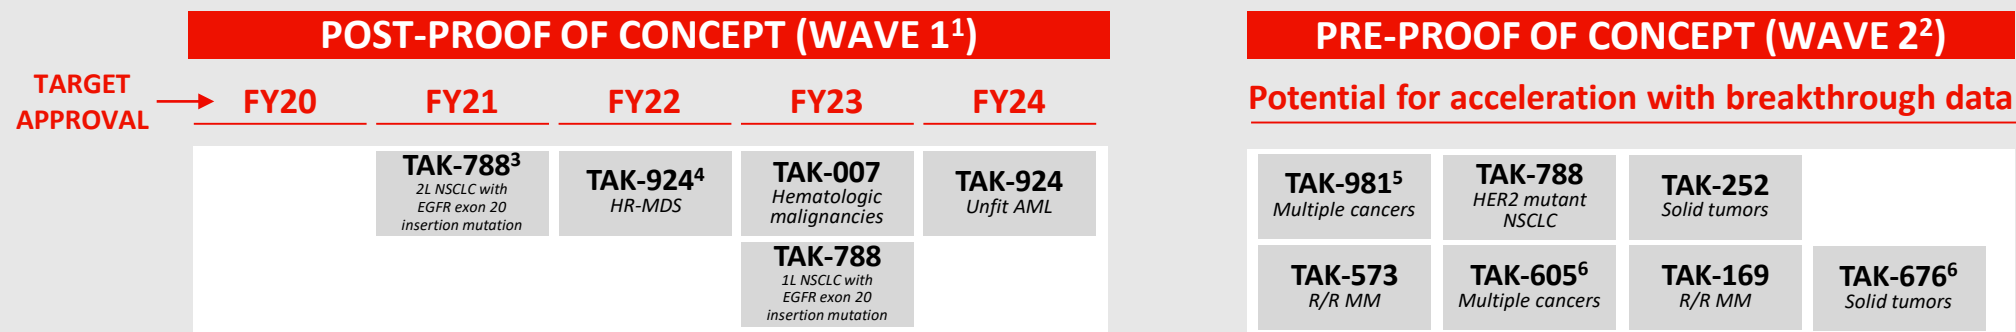 POST-PROOF OF CONCEPT (WAVE 1¹)
PRE-PROOF OF CONCEPT (WAVE 2²)
TARGET
APPROVAL
FY20
FY21
FY22
FY23
FY24
Potential for acceleration with breakthrough data
TAK-788³
2L NSCLC with
EGFR exon 20
insertion mutation
TAK-924⁴
HR-MDS
TAK-007
Hematologic
malignancies
TAK-924
Unfit AML
TAK-788
1L NSCLC with
EGFR exon 20
insertion mutation
TAK-981⁵
Multiple cancers
TAK-788
HER2 mutant
NSCLC
TAK-252
Solid tumors
TAK-573
R/R MM
TAK-605⁶
Multiple cancers
TAK-169
R/R MM
TAK-676⁶
Solid tumors